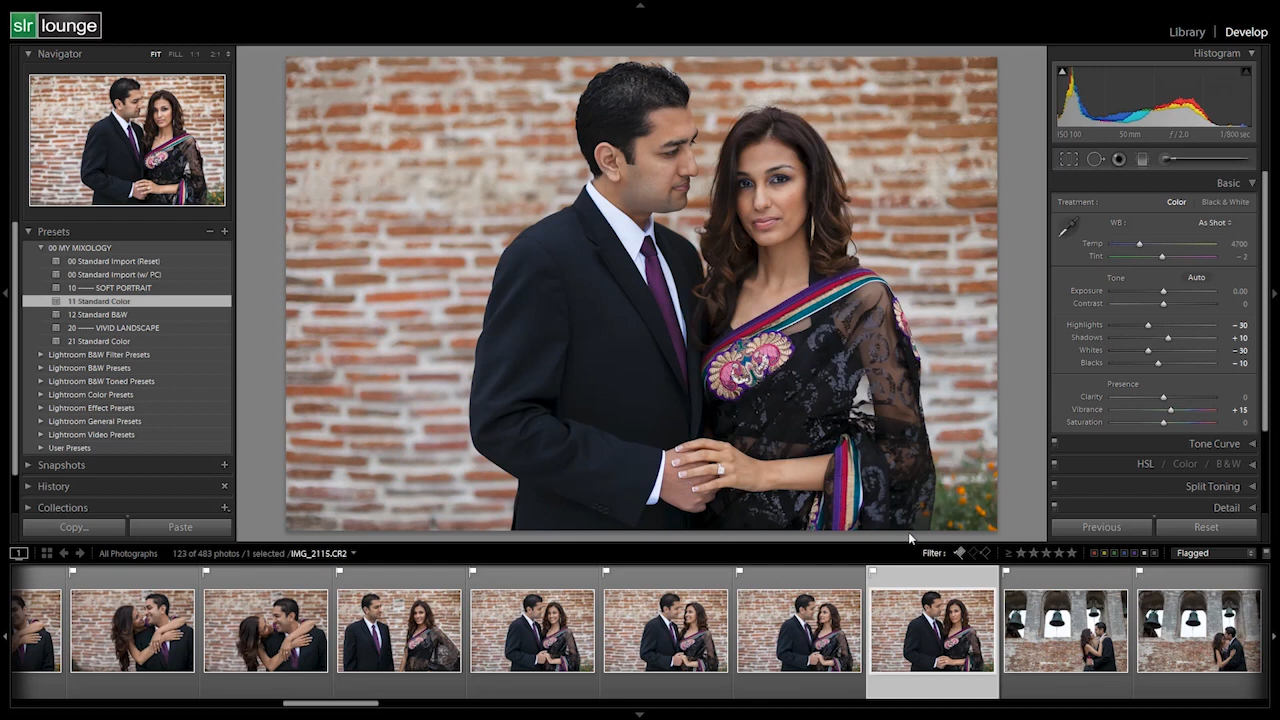 slr lounge
Library | Develop
Navigator FIT FILL 1:1 2:1
Histogram
ISO 100 50 mm ƒ / 2.0 1/800 sec
Presets
00 MY MIXOLOGY
00 Standard Import (Reset)
00 Standard Import (w/ PC)
10 —— SOFT PORTRAIT
11 Standard Color
12 Standard B&W
20 —— VIVID LANDSCAPE
21 Standard Color
Lightroom B&W Filter Presets
Lightroom B&W Presets
Lightroom B&W Toned Presets
Lightroom Color Presets
Lightroom Effect Presets
Lightroom General Presets
Lightroom Video Presets
User Presets
Snapshots
History
Collections
Copy... Paste
Basic
Treatment : Color Black & White
WB : As Shot
Temp 4700
Tint – 2
Tone Auto
Exposure 0.00
Contrast 0
Highlights – 30
Shadows + 10
Whites – 30
Blacks – 10
Presence
Clarity 0
Vibrance + 15
Saturation 0
Tone Curve
HSL / Color / B & W
Split Toning
Detail
Previous Reset
1 All Photographs 123 of 483 photos / 1 selected / IMG_2115.CR2 Filter : ≥ Flagged